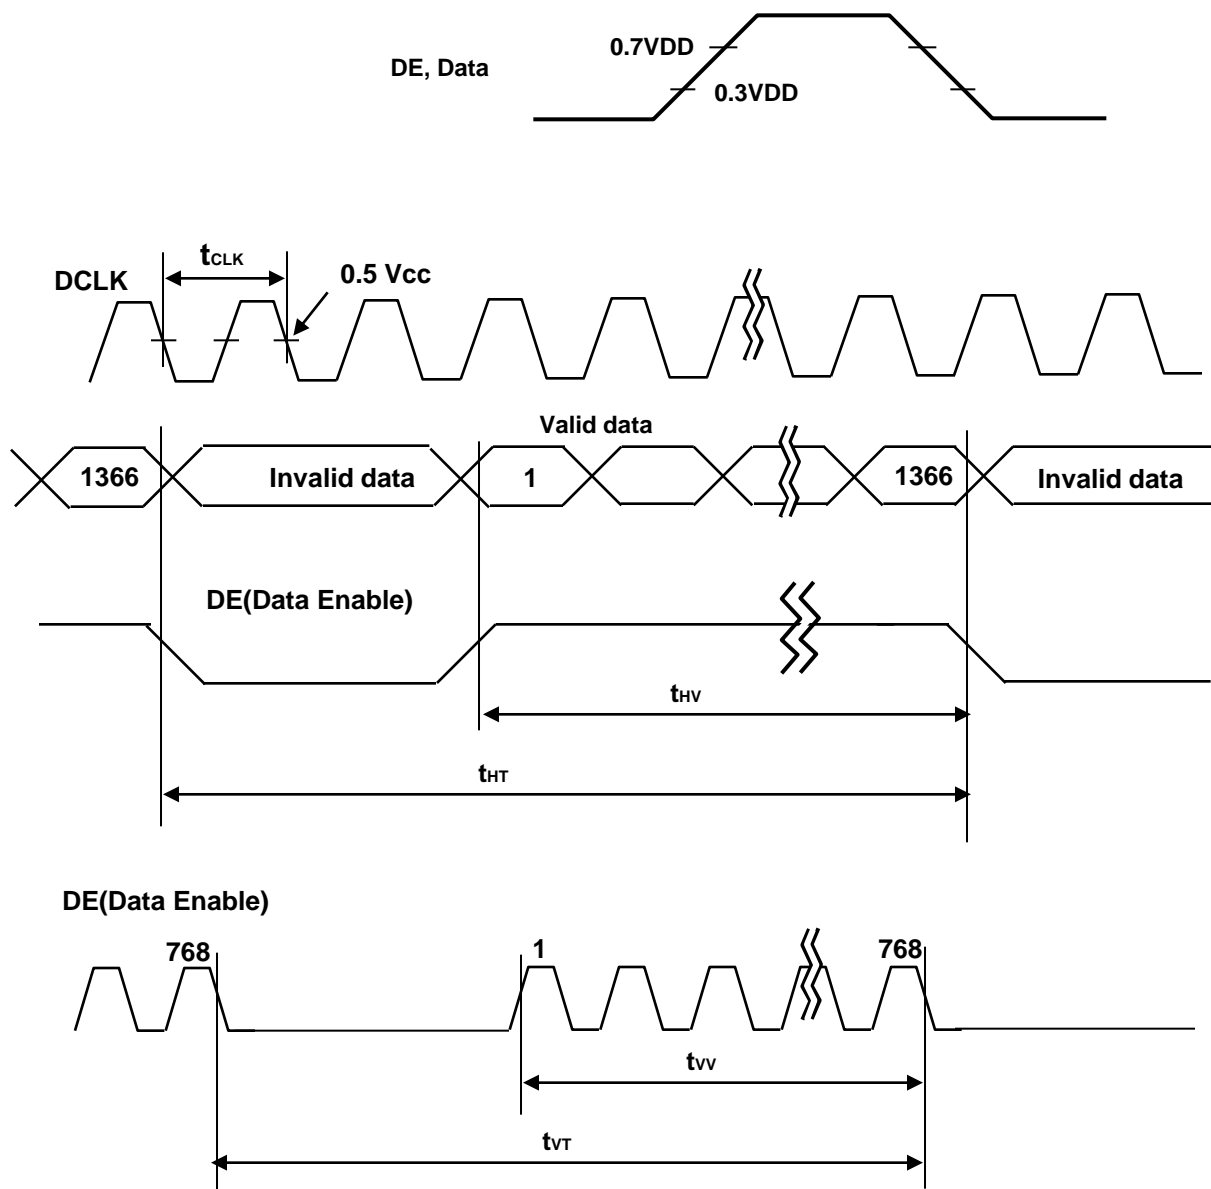 0.7VDD
DE, Data
0.3VDD
tCLK
DCLK
0.5 Vcc
Valid data
1366 Invalid data 1 1366 Invalid data
DE(Data Enable)
tHV
tHT
DE(Data Enable)
768 1 768
tVV
tVT